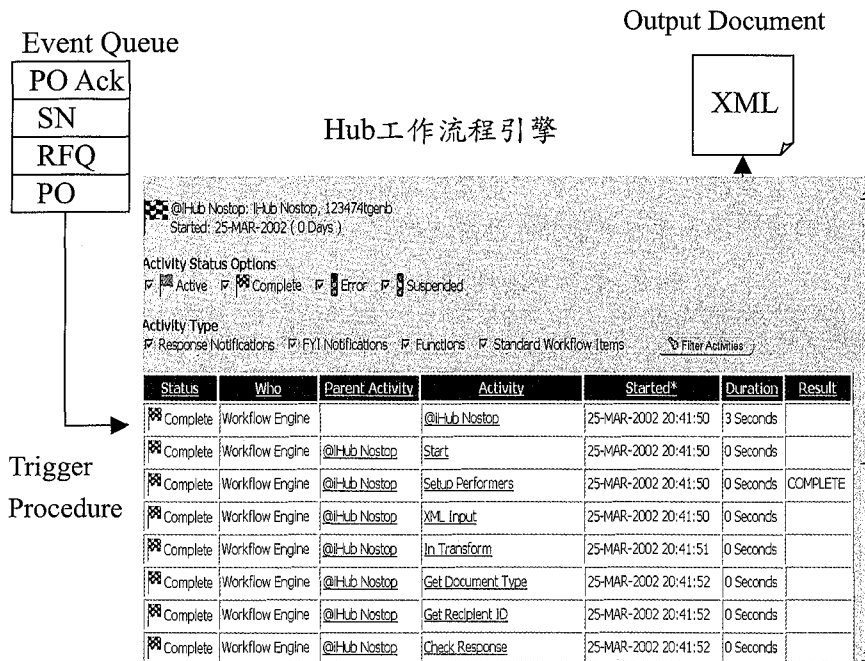 Output Document
XML
Event Queue
PO Ack
SN
RFQ
PO
Hub工作流程引擎
@iHub Nostop: iHub Nostop, 123474tgenb
Started: 25-MAR-2002 ( 0 Days )
Activity Status Options
Active Complete Error Suspended
Activity Type
Response Notifications FYI Notifications Functions Standard Workflow Items Filter Activities
Status Who Parent Activity Activity Started* Duration Result
Complete Workflow Engine @iHub Nostop 25-MAR-2002 20:41:50 3 Seconds
Complete Workflow Engine @iHub Nostop Start 25-MAR-2002 20:41:50 0 Seconds
Complete Workflow Engine @iHub Nostop Setup Performers 25-MAR-2002 20:41:50 0 Seconds COMPLETE
Complete Workflow Engine @iHub Nostop XML Input 25-MAR-2002 20:41:50 0 Seconds
Complete Workflow Engine @iHub Nostop In Transform 25-MAR-2002 20:41:51 0 Seconds
Complete Workflow Engine @iHub Nostop Get Document Type 25-MAR-2002 20:41:52 0 Seconds
Complete Workflow Engine @iHub Nostop Get Recipient ID 25-MAR-2002 20:41:52 0 Seconds
Complete Workflow Engine @iHub Nostop Check Response 25-MAR-2002 20:41:52 0 Seconds
Trigger
Procedure